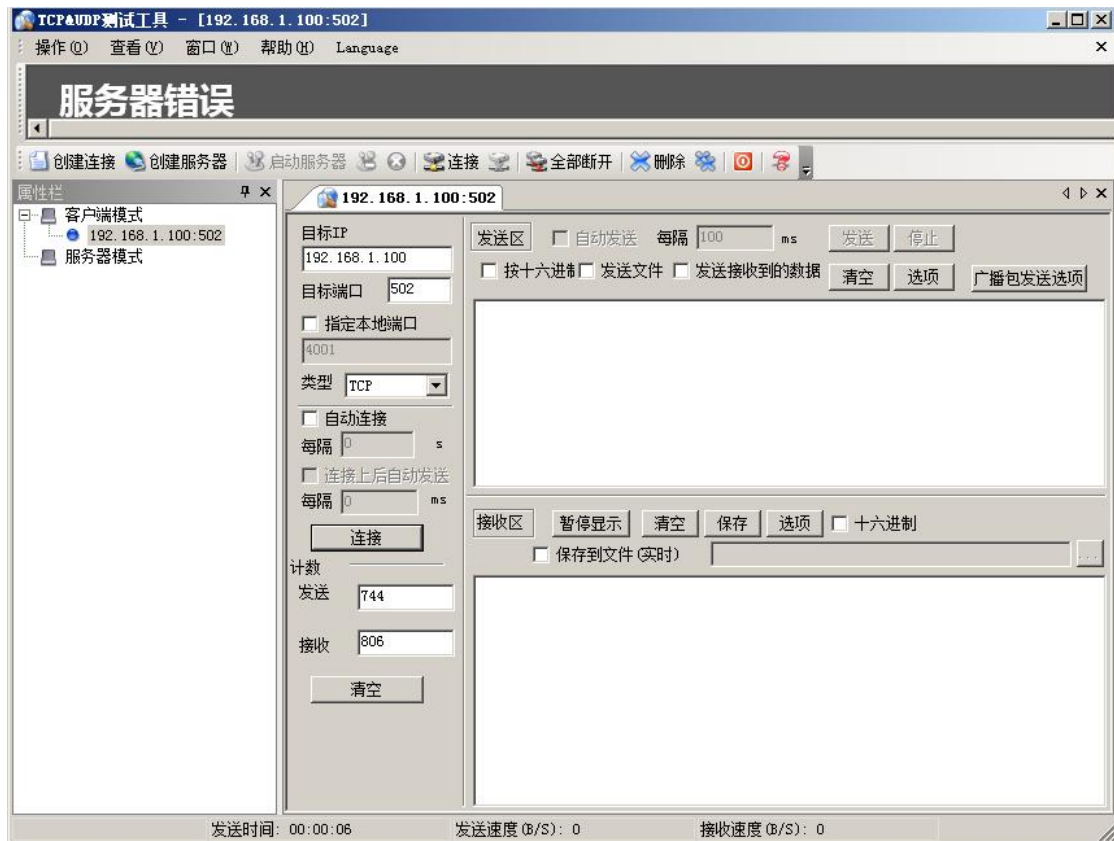 TCP&UDP测试工具 - [192.168.1.100:502]
操作(O) 查看(V) 窗口(W) 帮助(H) Language
服务器错误
创建连接 创建服务器 启动服务器 连接 全部断开 删除
属性栏
客户端模式
192.168.1.100:502
服务器模式
192.168.1.100:502
目标IP
192.168.1.100
目标端口 502
指定本地端口
4001
类型 TCP
自动连接
每隔 0 s
连接上后自动发送
每隔 0 ms
连接
计数
发送 744
接收 806
清空
发送区 自动发送 每隔 100 ms 发送 停止
按十六进制 发送文件 发送接收到的数据 清空 选项 广播包发送选项
接收区 暂停显示 清空 保存 选项 十六进制
保存到文件(实时) ...
发送时间: 00:00:06 发送速度(B/S): 0 接收速度(B/S): 0